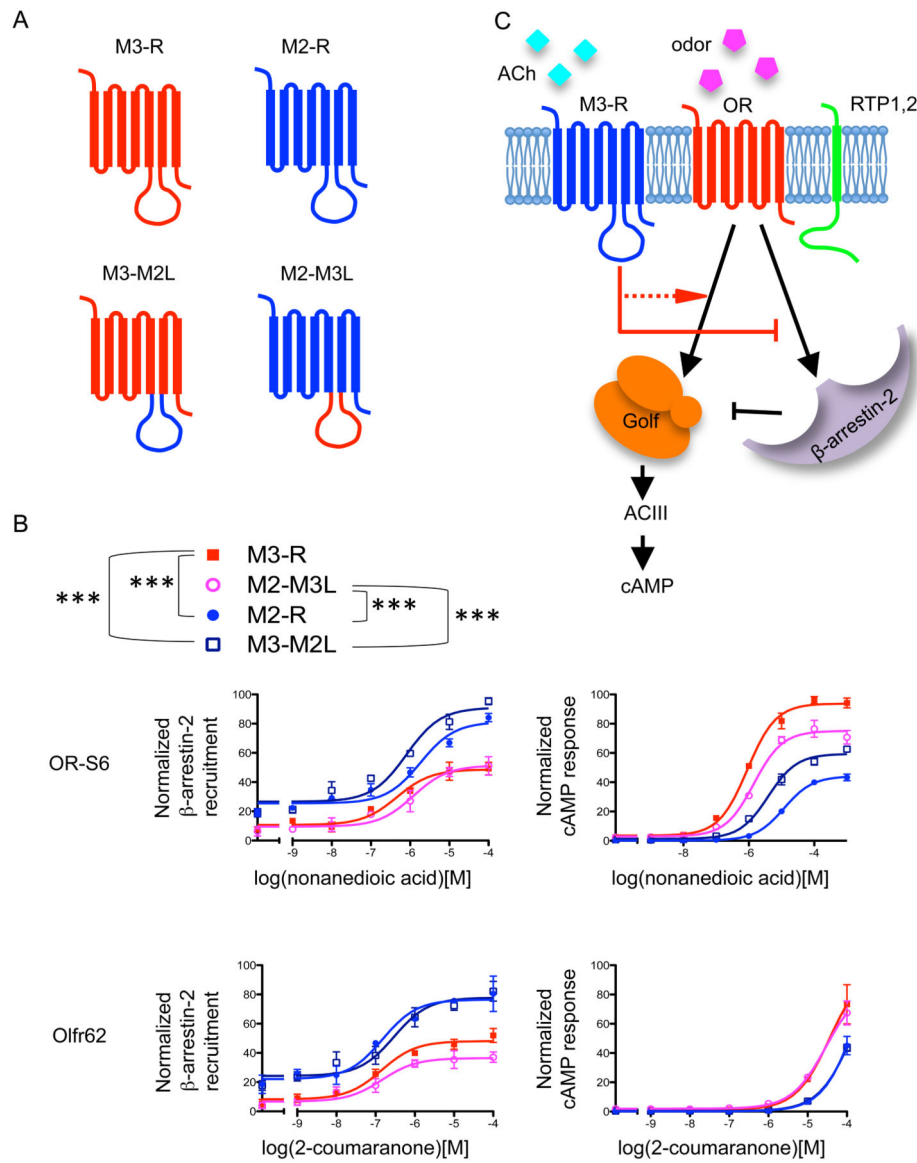 A
M3-R
M2-R
M3-M2L
M2-M3L
C
odor
ACh
M3-R
OR
RTP1,2
Golf
β-arrestin-2
ACIII
cAMP
B
*** *** M3-R
M2-M3L
M2-R
M3-M2L
*** ***
OR-S6
Normalized
β-arrestin-2
recruitment
100
80
60
40
20
0
-9 -8 -7 -6 -5 -4
log(nonanedioic acid)[M]
Normalized
cAMP response
100
80
60
40
20
0
-8 -6 -4
log(nonanedioic acid)[M]
Olfr62
Normalized
β-arrestin-2
recruitment
100
80
60
40
20
0
-9 -8 -7 -6 -5 -4
log(2-coumaranone)[M]
Normalized
cAMP response
100
80
60
40
20
0
-9 -8 -7 -6 -5 -4
log(2-coumaranone)[M]